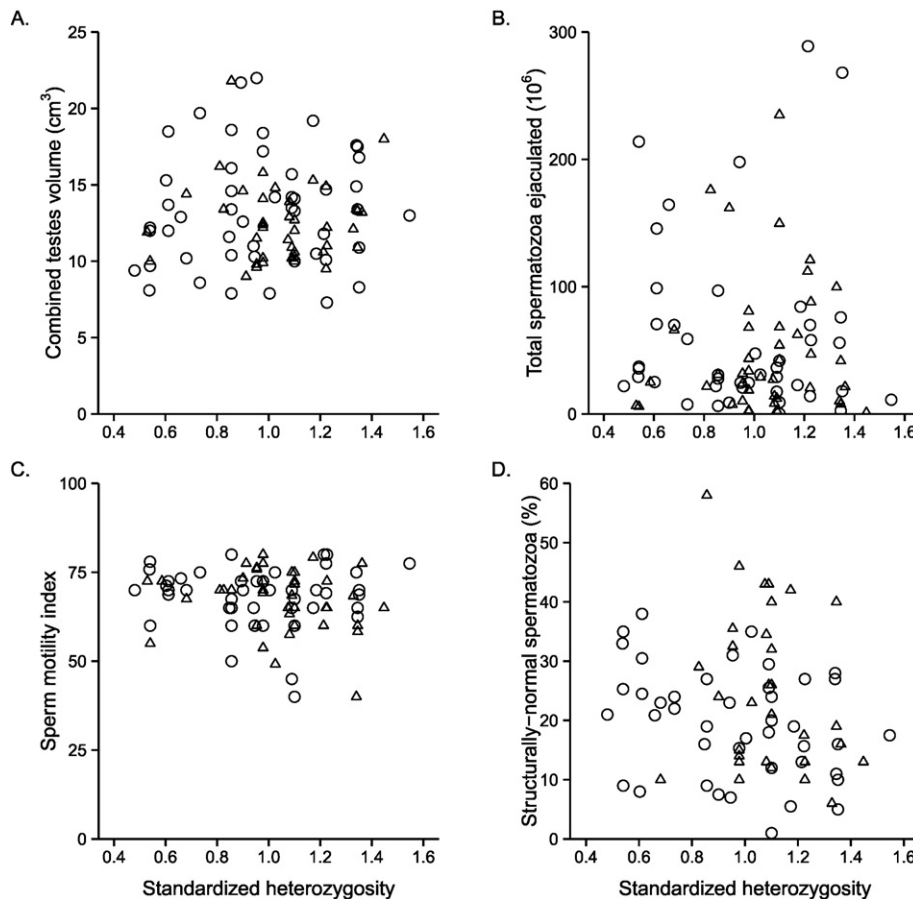 A.
Combined testes volume (cm³)
25
20
15
10
5
0
0.4 0.6 0.8 1.0 1.2 1.4 1.6
B.
Total spermatozoa ejaculated (10⁶)
300
200
100
0
0.4 0.6 0.8 1.0 1.2 1.4 1.6
C.
Sperm motility index
100
75
50
25
0
0.4 0.6 0.8 1.0 1.2 1.4 1.6
Standardized heterozygosity
D.
Structurally−normal spermatozoa (%)
60
50
40
30
20
10
0
0.4 0.6 0.8 1.0 1.2 1.4 1.6
Standardized heterozygosity